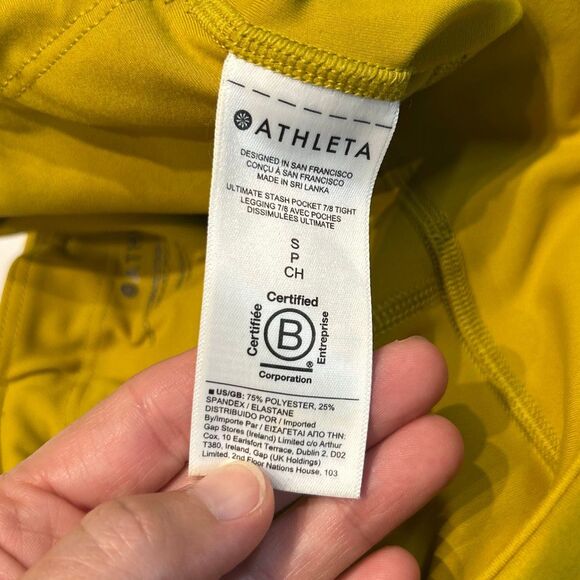 ATHLETA
DESIGNED IN SAN FRANCISCO
CONÇU À SAN FRANCISCO
MADE IN SRI LANKA
ULTIMATE STASH POCKET 7/8 TIGHT
LEGGING 7/8 AVEC POCHES
DISSIMULÉES ULTIMATE
S
P
CH
Certified
Certifiée
B
Entreprise
®
Corporation
■ US/GB: 75% POLYESTER, 25%
SPANDEX / ELASTANE
DISTRIBUIDO POR / Imported
By/Importe Par / ΕΙΣΑΓΕΤΑΙ ΑΠΟ ΤΗΝ:
Gap Stores (Ireland) Limited c/o Arthur
Cox, 10 Earlsfort Terrace, Dublin 2, D02
T380, Ireland, Gap (UK Holdings)
Limited, 2nd Floor Nations House, 103